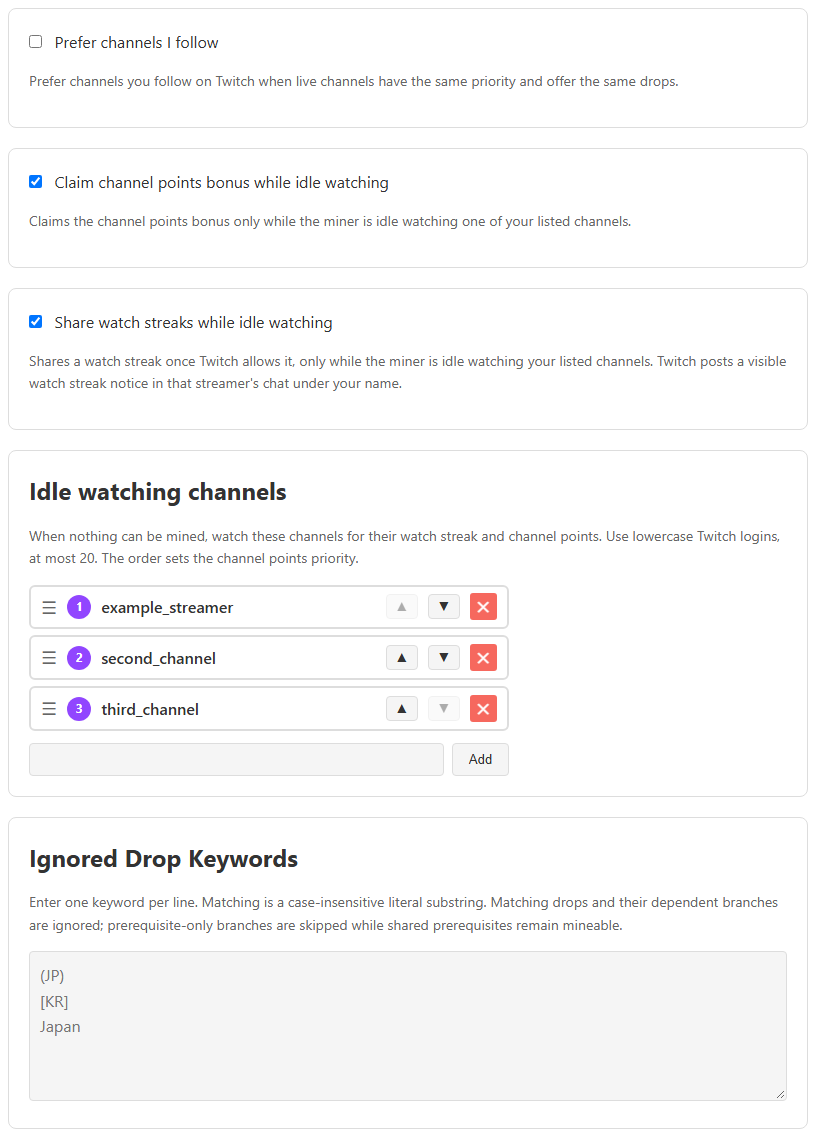 Prefer channels I follow
Prefer channels you follow on Twitch when live channels have the same priority and offer the same drops.
Claim channel points bonus while idle watching
Claims the channel points bonus only while the miner is idle watching one of your listed channels.
Share watch streaks while idle watching
Shares a watch streak once Twitch allows it, only while the miner is idle watching your listed channels. Twitch posts a visible
watch streak notice in that streamer's chat under your name.
Idle watching channels
When nothing can be mined, watch these channels for their watch streak and channel points. Use lowercase Twitch logins,
at most 20. The order sets the channel points priority.
1 example_streamer
2 second_channel
3 third_channel
Add
Ignored Drop Keywords
Enter one keyword per line. Matching is a case-insensitive literal substring. Matching drops and their dependent branches
are ignored; prerequisite-only branches are skipped while shared prerequisites remain mineable.
(JP)
[KR]
Japan